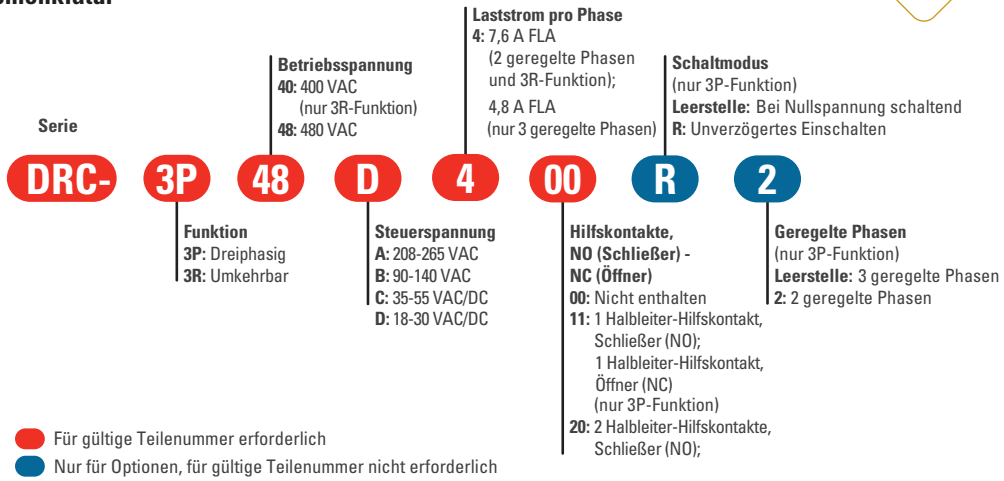 Laststrom pro Phase
4: 7,6 A FLA
(2 geregelte Phasen
und 3R-Funktion);
4,8 A FLA
(nur 3 geregelte Phasen)
Betriebsspannung
40: 400 VAC
(nur 3R-Funktion)
48: 480 VAC
Schaltmodus
(nur 3P-Funktion)
Leerstelle: Bei Nullspannung schaltend
R: Unverzögertes Einschalten
Serie
DRC- 3P 48 D 4 00 R 2
Funktion
3P: Dreiphasig
3R: Umkehrbar
Steuerspannung
A: 208-265 VAC
B: 90-140 VAC
C: 35-55 VAC/DC
D: 18-30 VAC/DC
Hilfskontakte,
NO (Schließer) -
NC (Öffner)
00: Nicht enthalten
11: 1 Halbleiter-Hilfskontakt,
Schließer (NO);
1 Halbleiter-Hilfskontakt,
Öffner (NC)
(nur 3P-Funktion)
20: 2 Halbleiter-Hilfskontakte,
Schließer (NO);
Geregelte Phasen
(nur 3P-Funktion)
Leerstelle: 3 geregelte Phasen
2: 2 geregelte Phasen
Für gültige Teilenummer erforderlich
Nur für Optionen, für gültige Teilenummer nicht erforderlich